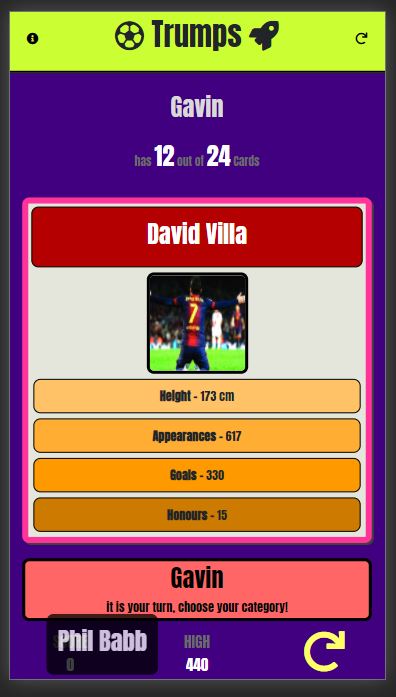 Trumps
Gavin
has 12 out of 24 Cards
David Villa
7
Height - 173 cm
Appearances - 617
Goals - 330
Honours - 15
Gavin
it is your turn, choose your category!
Phil Babb
HIGH
0
440